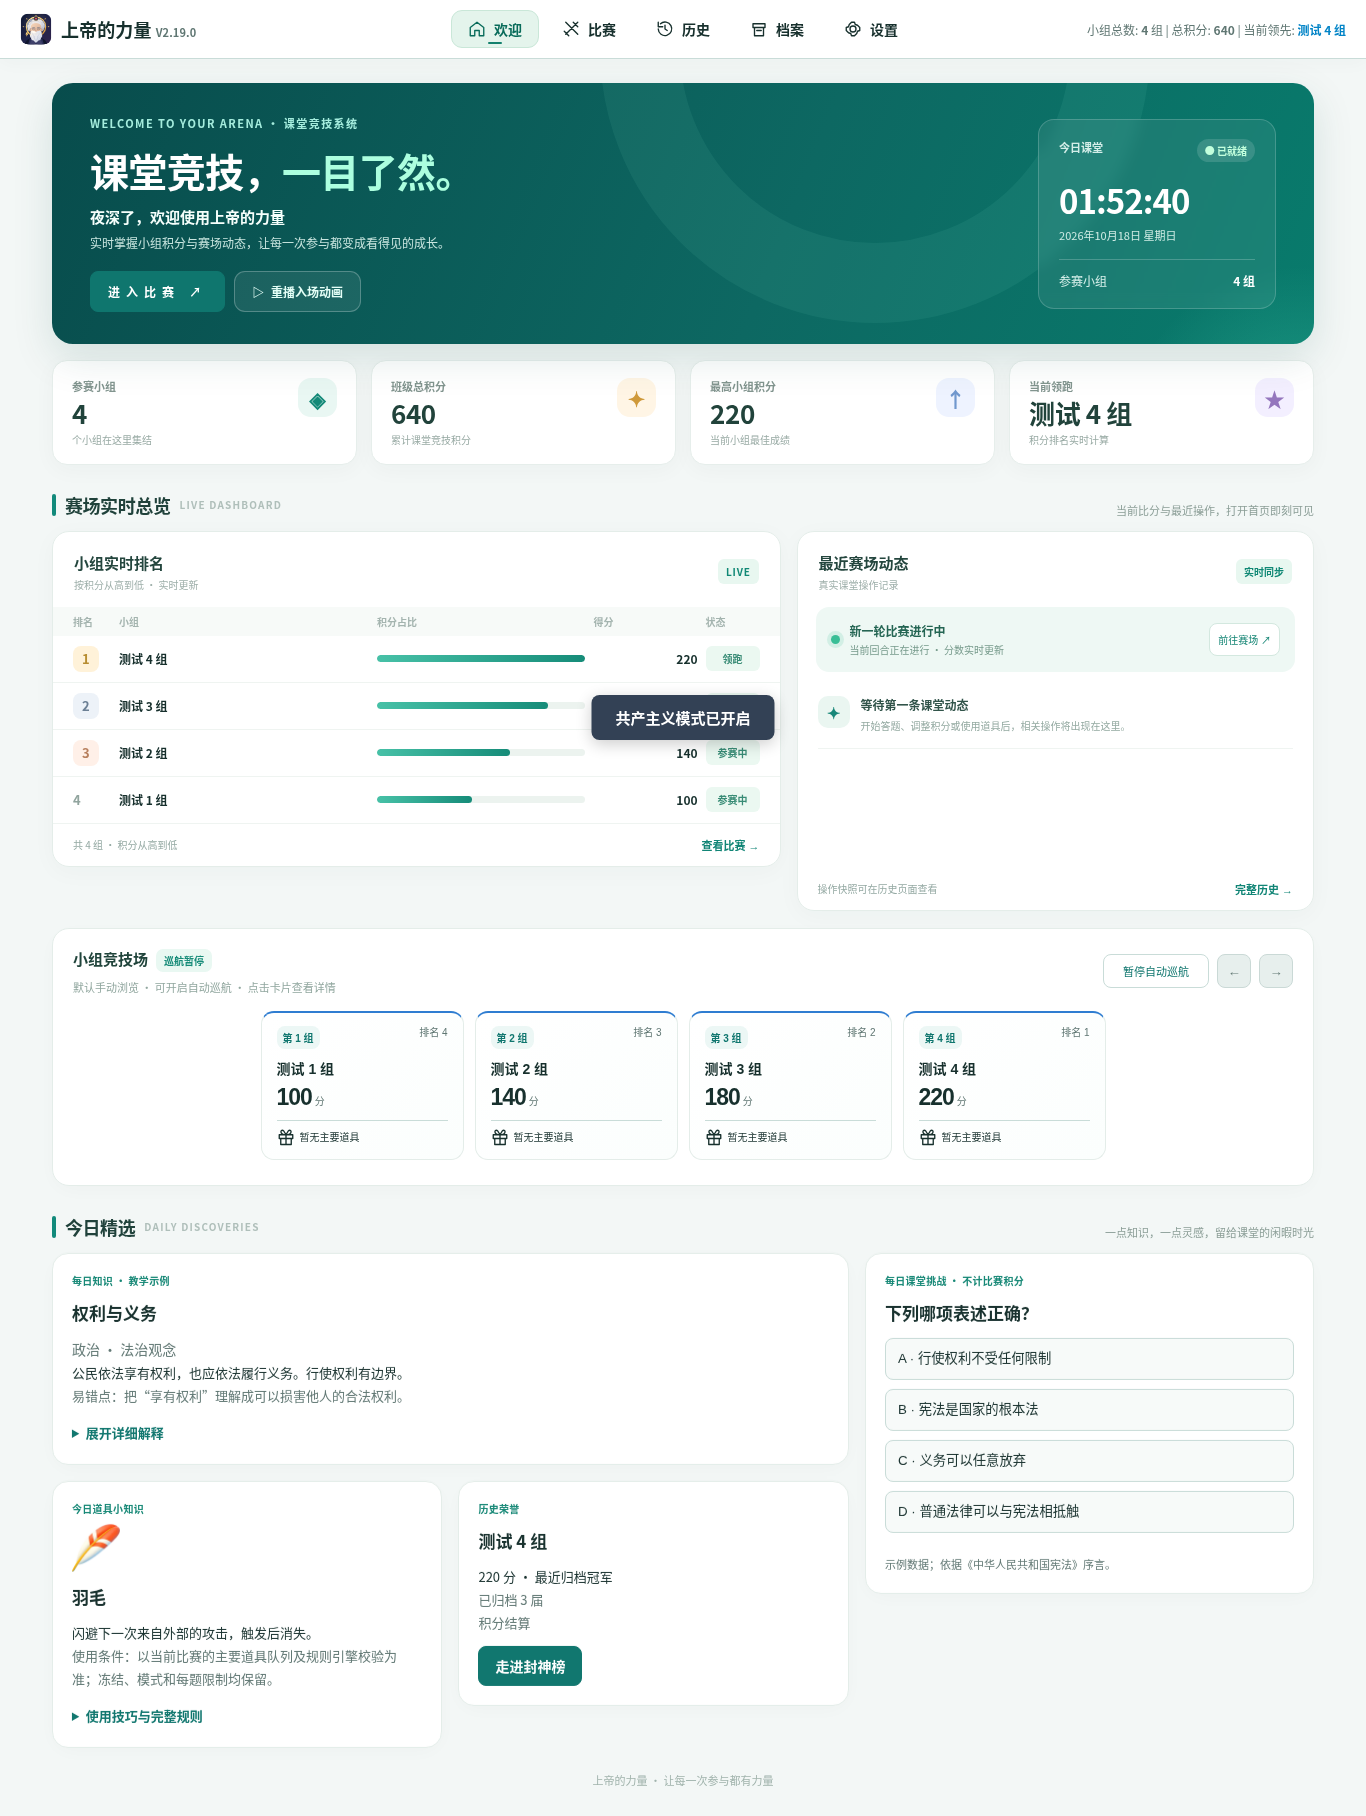 上帝的力量 V2.19.0
欢迎
比赛
历史
档案
设置
小组总数: 4 组 | 总积分: 640 | 当前领先: 测试 4 组
WELCOME TO YOUR ARENA · 课堂竞技系统
课堂竞技，一目了然。
夜深了，欢迎使用上帝的力量
实时掌握小组积分与赛场动态，让每一次参与都变成看得见的成长。
进入比赛 ↗
▷ 重播入场动画
今日课堂
已就绪
01:52:40
2026年10月18日 星期日
参赛小组 4 组
参赛小组
4
个小组在这里集结
班级总积分
640
累计课堂竞技积分
最高小组积分
220
当前小组最佳成绩
当前领跑
测试 4 组
积分排名实时计算
赛场实时总览 LIVE DASHBOARD
当前比分与最近操作，打开首页即刻可见
小组实时排名
按积分从高到低 · 实时更新
LIVE
排名 小组 积分占比 得分 状态
1 测试 4 组 220 领跑
2 测试 3 组
共产主义模式已开启
3 测试 2 组 140 参赛中
4 测试 1 组 100 参赛中
共 4 组 · 积分从高到低
查看比赛 →
最近赛场动态
真实课堂操作记录
实时同步
新一轮比赛进行中
当前回合正在进行 · 分数实时更新
前往赛场 ↗
等待第一条课堂动态
开始答题、调整积分或使用道具后，相关操作将出现在这里。
操作快照可在历史页面查看
完整历史 →
小组竞技场 巡航暂停
默认手动浏览 · 可开启自动巡航 · 点击卡片查看详情
暂停自动巡航
←
→
第 1 组 排名 4
测试 1 组
100 分
暂无主要道具
第 2 组 排名 3
测试 2 组
140 分
暂无主要道具
第 3 组 排名 2
测试 3 组
180 分
暂无主要道具
第 4 组 排名 1
测试 4 组
220 分
暂无主要道具
今日精选 DAILY DISCOVERIES
一点知识，一点灵感，留给课堂的闲暇时光
每日知识 · 教学示例
权利与义务
政治 · 法治观念
公民依法享有权利，也应依法履行义务。行使权利有边界。
易错点：把“享有权利”理解成可以损害他人的合法权利。
展开详细解释
每日课堂挑战 · 不计比赛积分
下列哪项表述正确？
A · 行使权利不受任何限制
B · 宪法是国家的根本法
C · 义务可以任意放弃
D · 普通法律可以与宪法相抵触
示例数据；依据《中华人民共和国宪法》序言。
今日道具小知识
羽毛
闪避下一次来自外部的攻击，触发后消失。
使用条件：以当前比赛的主要道具队列及规则引擎校验为
准；冻结、模式和每题限制均保留。
使用技巧与完整规则
历史荣誉
测试 4 组
220 分 · 最近归档冠军
已归档 3 届
积分结算
走进封神榜
上帝的力量 · 让每一次参与都有力量